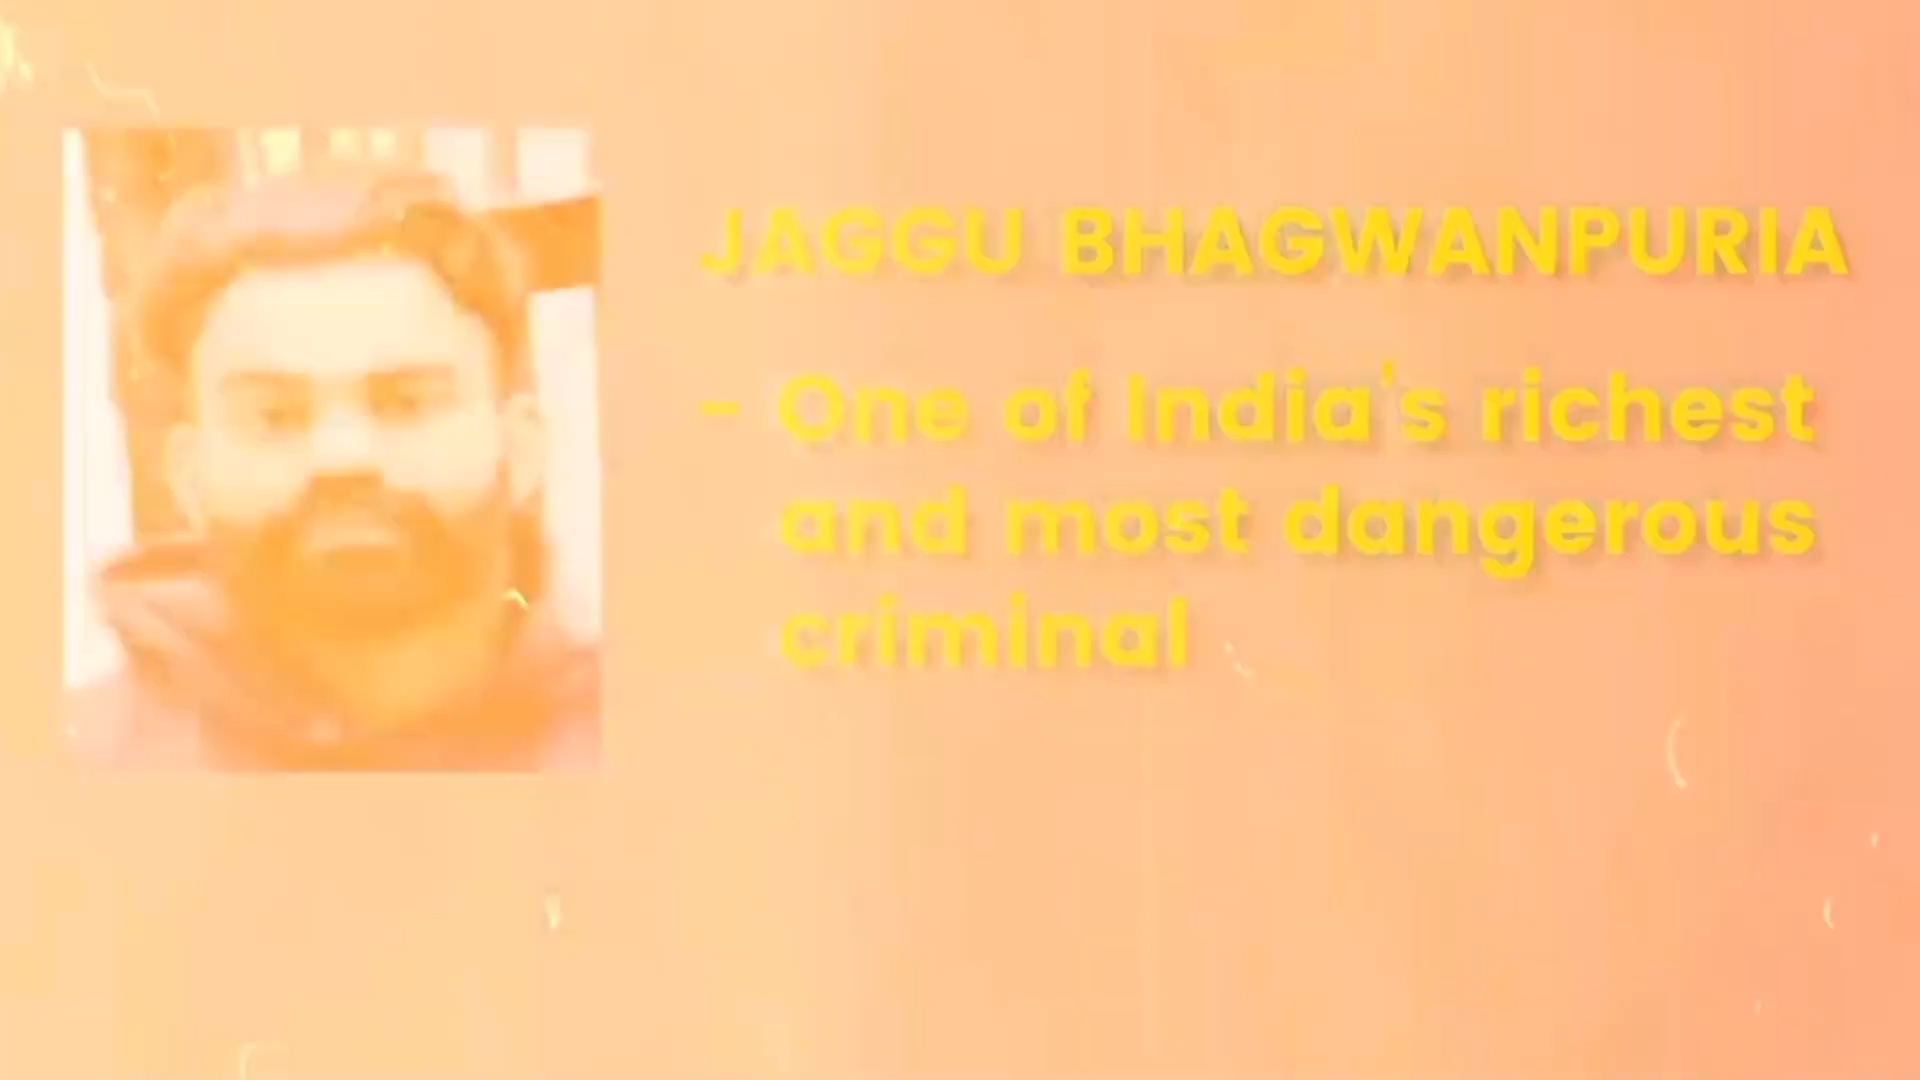 JAGGU BHAGWANPURIA
- One of India's richest
and most dangerous
criminal